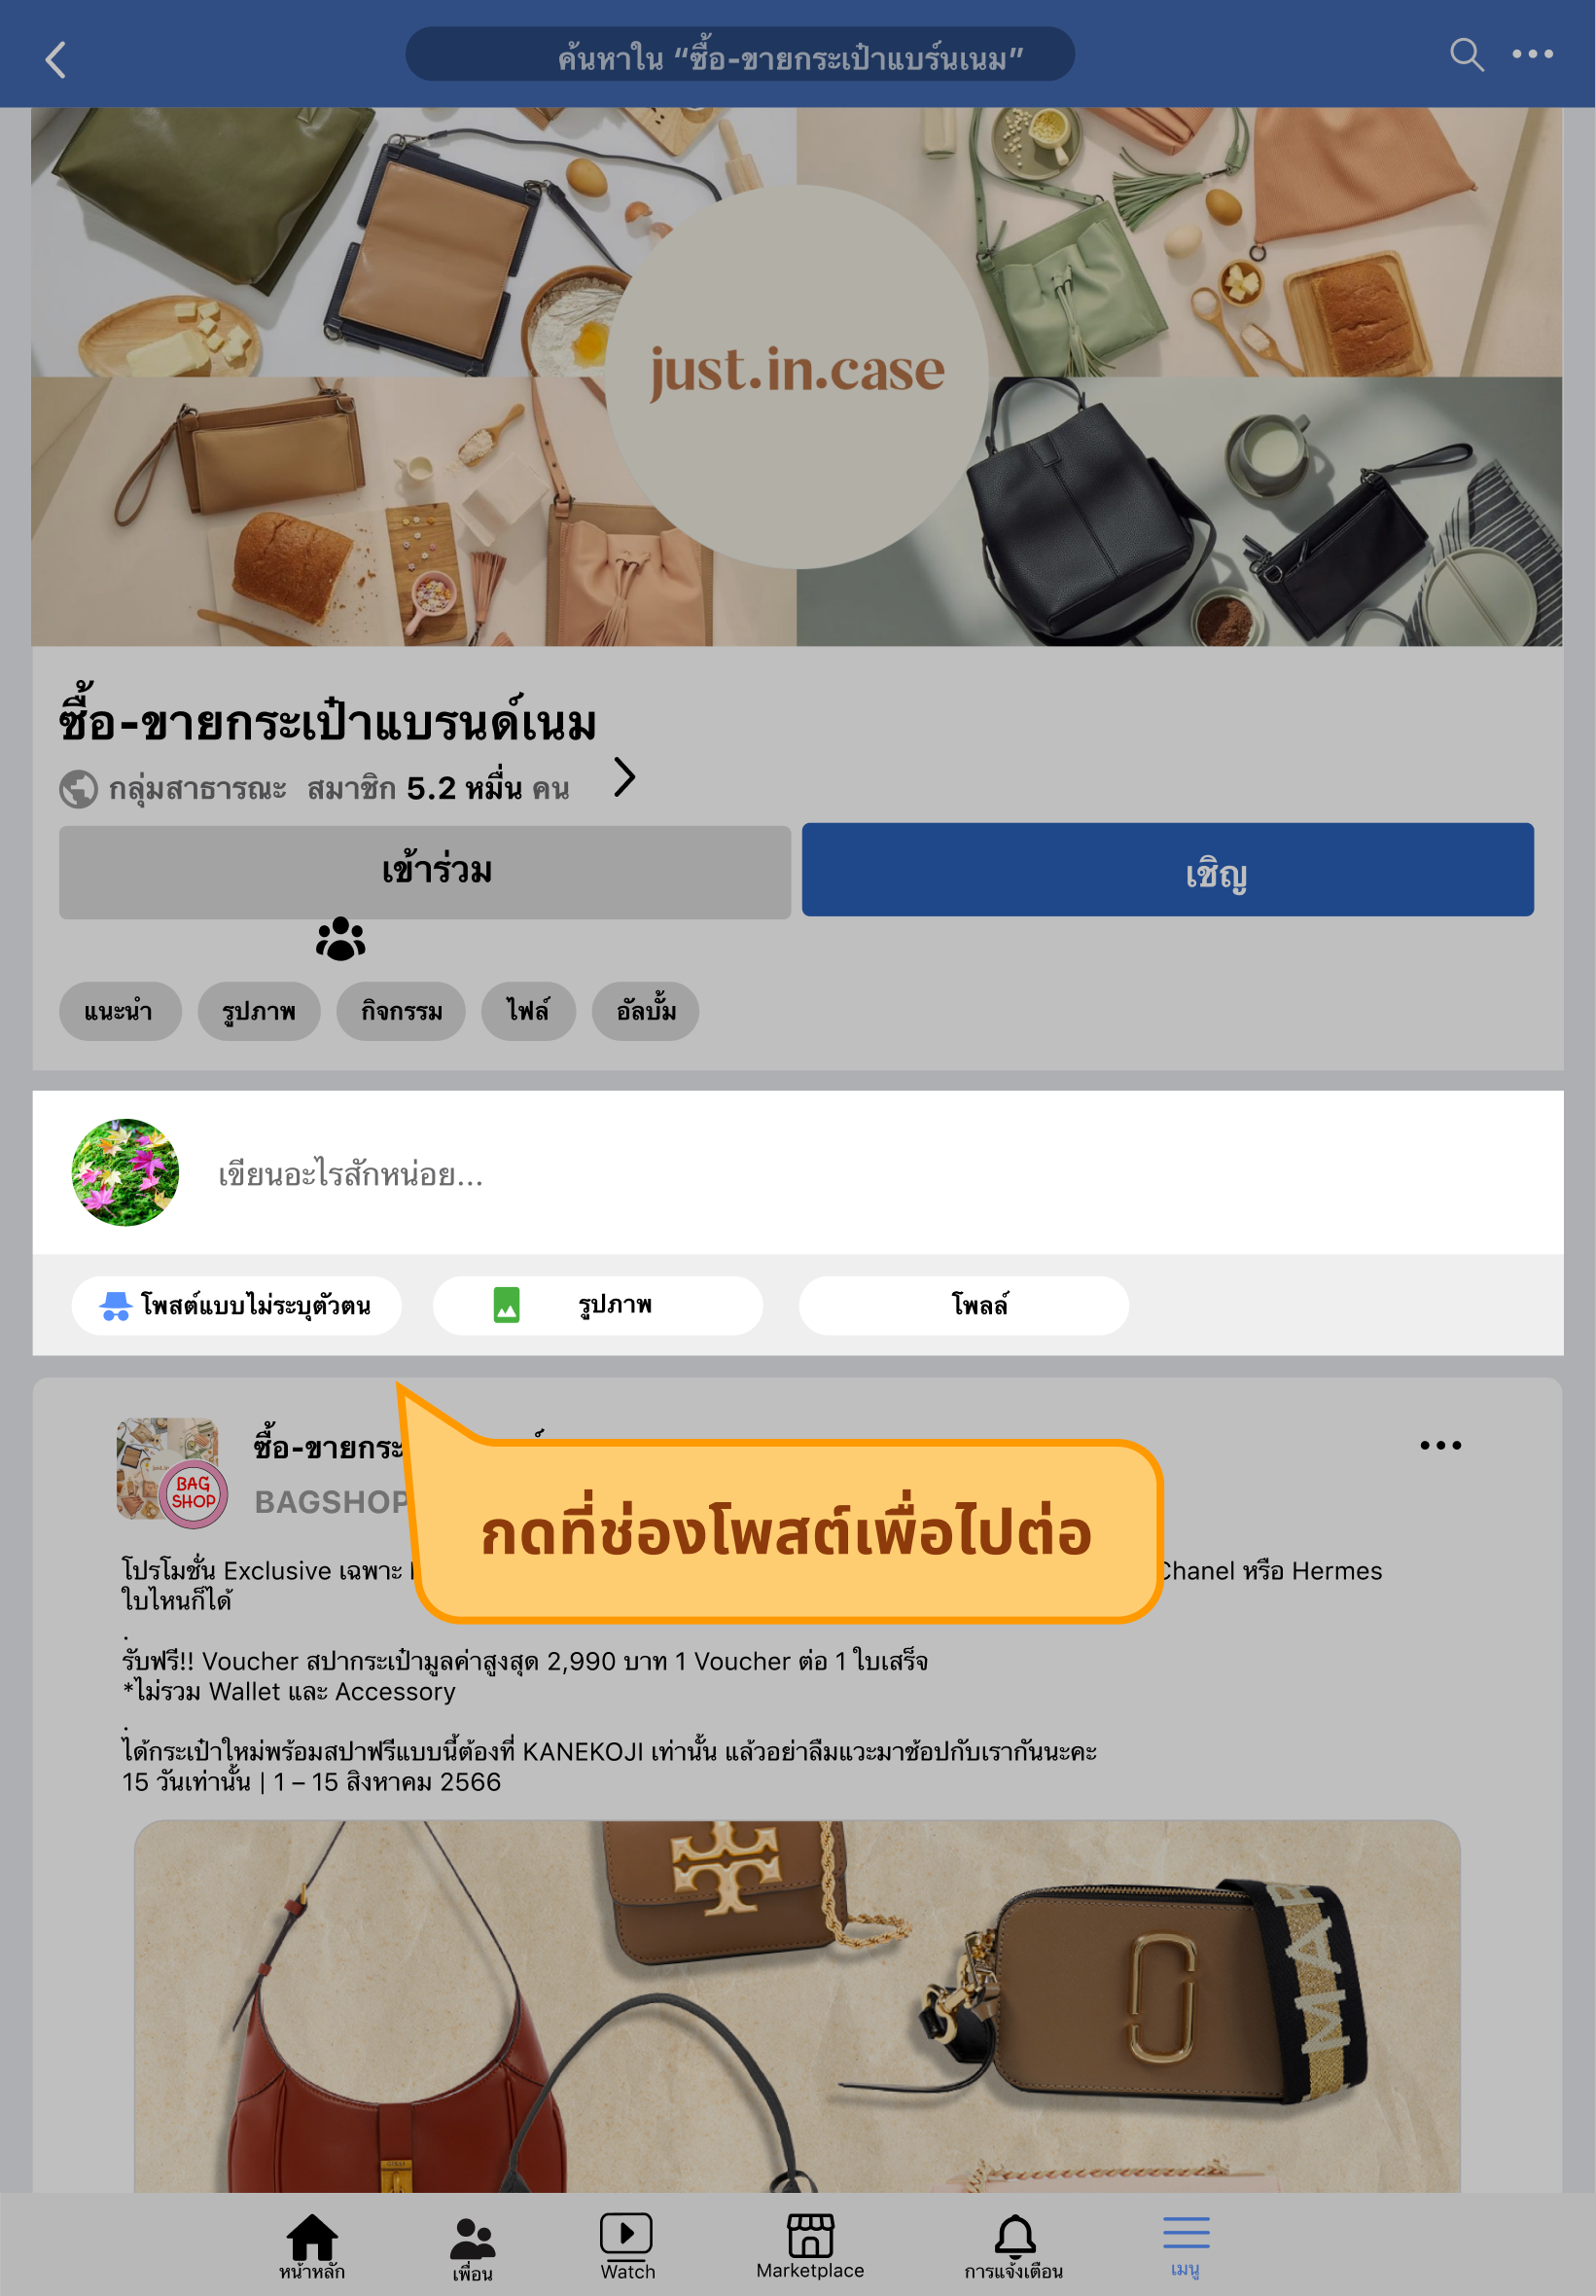 ค้นหาใน “ซื้อ-ขายกระเป๋าแบร์นเนม”
just.in.case
ซื้อ-ขายกระเป๋าแบรนด์เนม
กลุ่มสาธารณะ สมาชิก 5.2 หมื่น คน
เข้าร่วม
เชิญ
แนะนำ
รูปภาพ
กิจกรรม
ไฟล์
อัลบั้ม
เขียนอะไรสักหน่อย...
โพสต์แบบไม่ระบุตัวตน
รูปภาพ
โพลล์
ซื้อ-ขายกระ
BAG
SHOP
BAGSHOP
กดที่ช่องโพสต์เพื่อไปต่อ
โปรโมชั่น Exclusive เฉพาะ Chanel หรือ Hermes
ใบไหนก็ได้
.
รับฟรี!! Voucher สปากระเป๋ามูลค่าสูงสุด 2,990 บาท 1 Voucher ต่อ 1 ใบเสร็จ
*ไม่รวม Wallet และ Accessory
.
ได้กระเป๋าใหม่พร้อมสปาฟรีแบบนี้ต้องที่ KANEKOJI เท่านั้น แล้วอย่าลืมแวะมาช้อปกับเรากันนะคะ
15 วันเท่านั้น | 1 – 15 สิงหาคม 2566
หน้าหลัก
เพื่อน
Watch
Marketplace
การแจ้งเตือน
เมนู